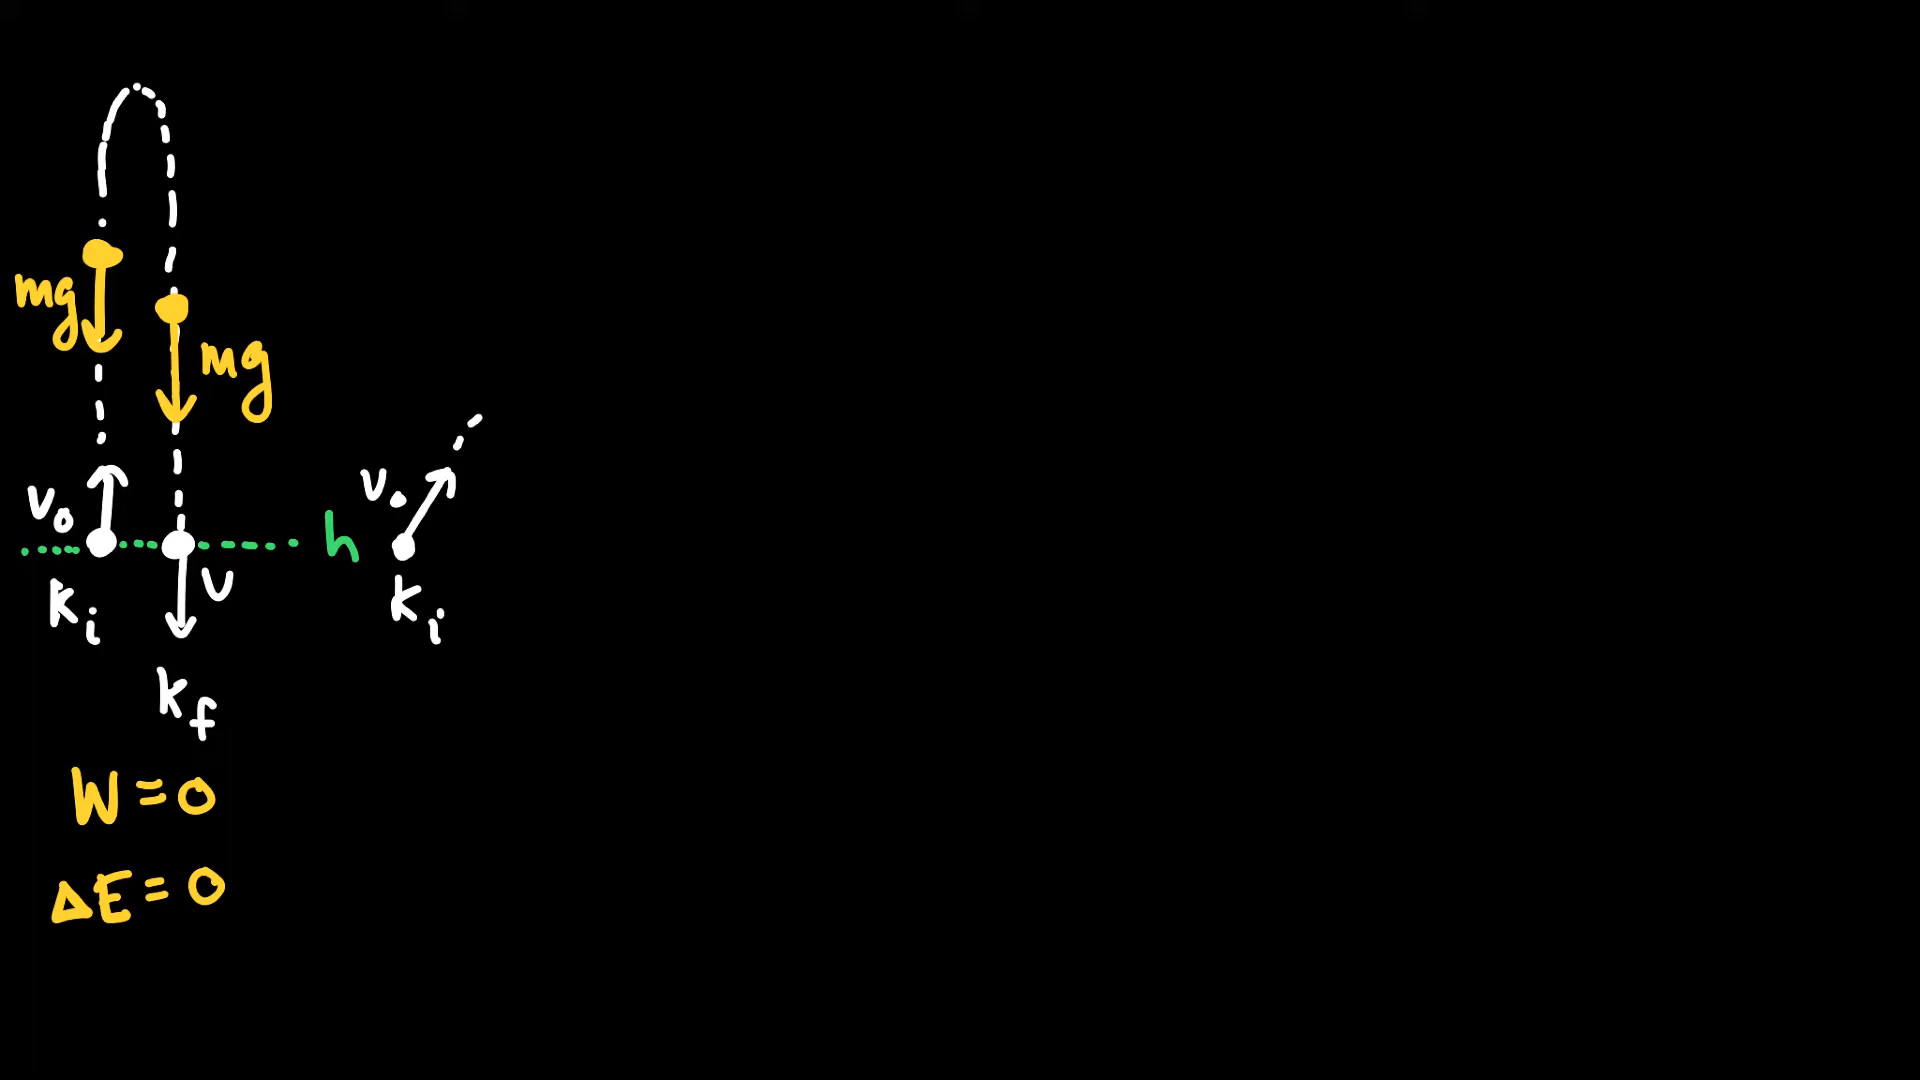 mg
mg
v₀
v₀
h
v
kᵢ
kᵢ
k_f
W = 0
ΔE = 0